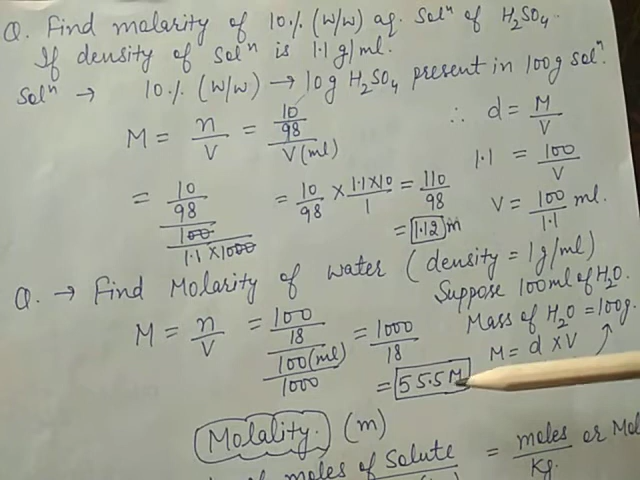 Q. Find molarity of 10% (W/W) aq. Solⁿ of H₂SO₄.
If density of Solⁿ is 1.1 g/ml.
Solⁿ → 10% (W/W) → 10g H₂SO₄ present in 100g solⁿ.
M = n/V = (10/98)/V(ml)
∴ d = M/V
1.1 = 100/V
V = 100/1.1 ml.
= (10/98)/(100/(1.1×1000)) = 10/98 × 1.1×10/1 = 110/98
= 1.12 m
Q. → Find Molarity of water (density = 1g/ml)
Suppose 100ml of H₂O.
Mass of H₂O = 100g.
M = d × V
M = n/V = (100/18)/(100(ml)/1000) = 1000/18
= 55.5 M
Molality. (m)
moles of Solute = moles/Kg. or